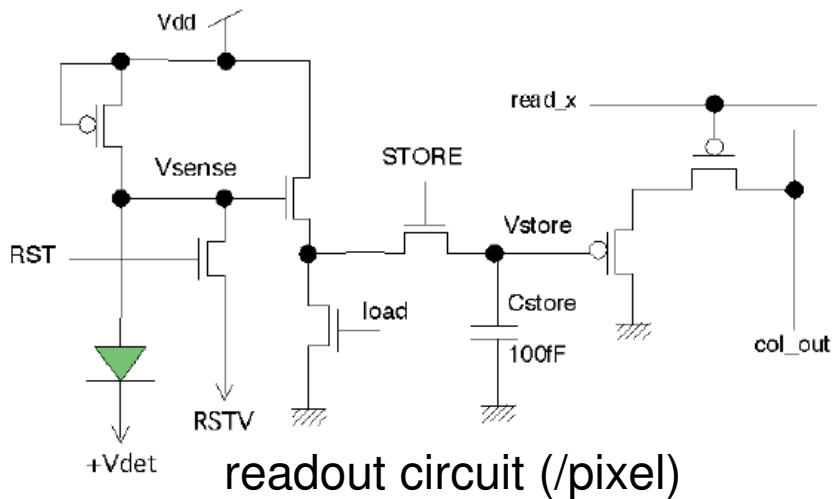 Vdd
read_x
Vsense
STORE
Vstore
RST
load
Cstore
100fF
col_out
RSTV
+Vdet
readout circuit (/pixel)